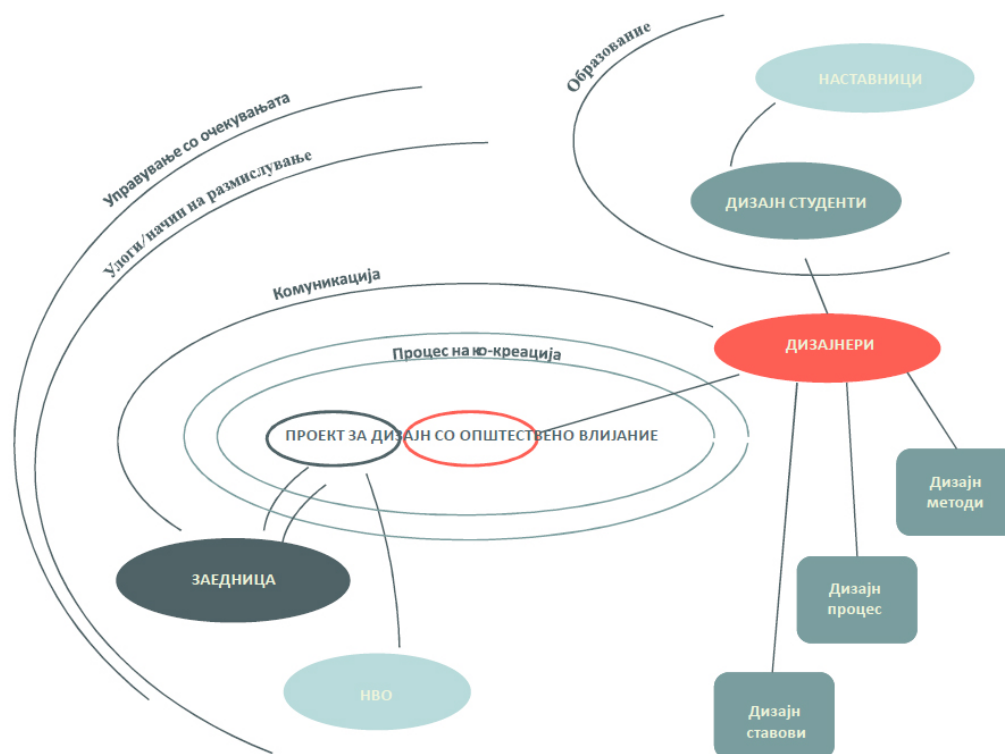 Образование
НАСТАВНИЦИ
Управување со очекувањата
Улоги/начин на размислување
ДИЗАЈН СТУДЕНТИ
Комуникација
ДИЗАЈНЕРИ
Процес на ко-креација
ПРОЕКТ ЗА ДИЗАЈН СО ОПШТЕСТВЕНО ВЛИЈАНИЕ
Дизајн
методи
ЗАЕДНИЦА
Дизајн
процес
НВО
Дизајн
ставови